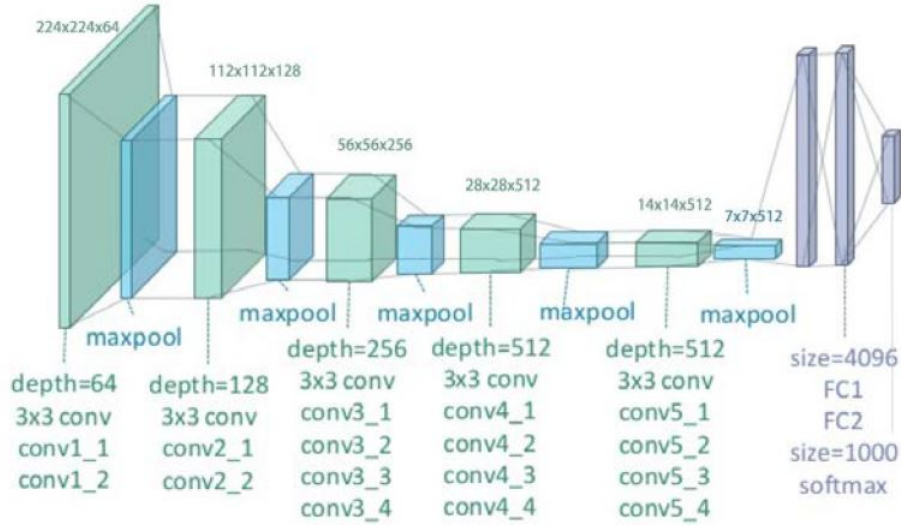 224x224x64
112x112x128
56x56x256
28x28x512
14x14x512
7x7x512
maxpool
maxpool
maxpool
maxpool
maxpool
depth=64
3x3 conv
conv1_1
conv1_2
depth=128
3x3 conv
conv2_1
conv2_2
depth=256
3x3 conv
conv3_1
conv3_2
conv3_3
conv3_4
depth=512
3x3 conv
conv4_1
conv4_2
conv4_3
conv4_4
depth=512
3x3 conv
conv5_1
conv5_2
conv5_3
conv5_4
size=4096
FC1
FC2
size=1000
softmax